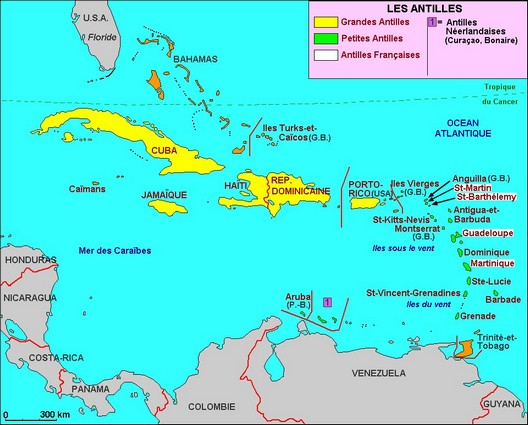 LES ANTILLES
Grandes Antilles
Petites Antilles
Antilles Françaises
1 = Antilles
Néerlandaises
(Curaçao, Bonaire)
U.S.A.
Floride
BAHAMAS
Tropique
du Cancer
OCEAN
ATLANTIQUE
Iles Turks-et-
Caïcos (G.B.)
CUBA
Caïmans
JAMAÏQUE
HAITI
REP.
DOMINICAINE
PORTO-
RICO(USA)
Iles Vierges
(G.B.)
Anguilla(G.B.)
St-Martin
St-Barthélemy
St-Kitts-Nevis
Montserrat
(G.B.)
Antigua-et-
Barbuda
Guadeloupe
Iles sous le vent
Dominique
Martinique
Mer des Caraïbes
Ste-Lucie
St-Vincent-Grenadines
Barbade
Iles du vent
Grenade
Aruba
(P.-B.)
1
Trinité-et-
Tobago
HONDURAS
NICARAGUA
COSTA-RICA
PANAMA
COLOMBIE
VENEZUELA
GUYANA
0 300 km